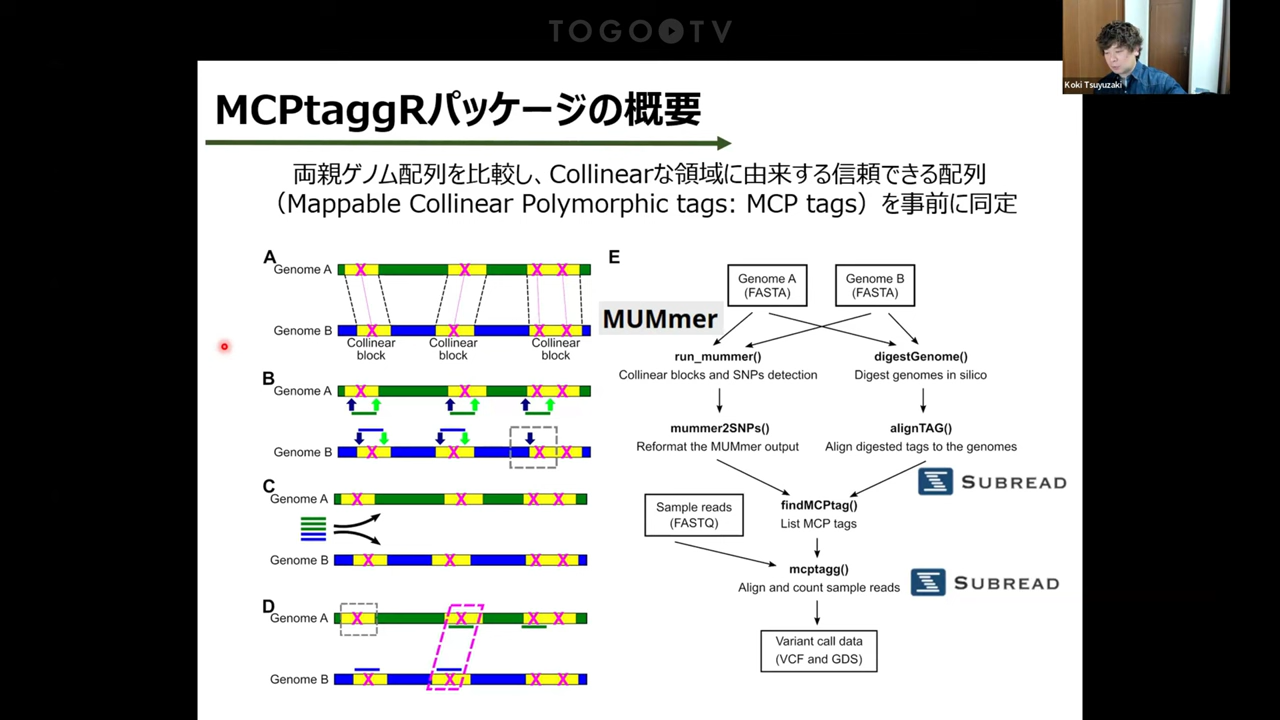 TOGO TV
Koki Tsuyuzaki
MCPtaggRパッケージの概要
両親ゲノム配列を比較し、Collinearな領域に由来する信頼できる配列
（Mappable Collinear Polymorphic tags: MCP tags）を事前に同定
A
Genome A
Genome B
Collinear
block
Collinear
block
Collinear
block
B
Genome A
Genome B
C
Genome A
Genome B
D
Genome A
Genome B
E
Genome A
(FASTA)
Genome B
(FASTA)
MUMmer
run_mummer()
Collinear blocks and SNPs detection
digestGenome()
Digest genomes in silico
mummer2SNPs()
Reformat the MUMmer output
alignTAG()
Align digested tags to the genomes
SUBREAD
Sample reads
(FASTQ)
findMCPtag()
List MCP tags
mcptagg()
Align and count sample reads
SUBREAD
Variant call data
(VCF and GDS)